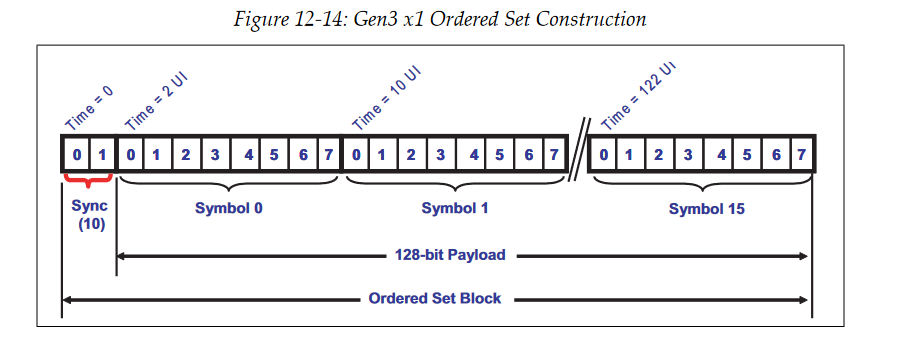 Figure 12-14: Gen3 x1 Ordered Set Construction
Time = 0
Time = 2 UI
Time = 10 UI
Time = 122 UI
0 1 0 1 2 3 4 5 6 7 0 1 2 3 4 5 6 7 0 1 2 3 4 5 6 7
Sync
(10)
Symbol 0
Symbol 1
Symbol 15
128-bit Payload
Ordered Set Block